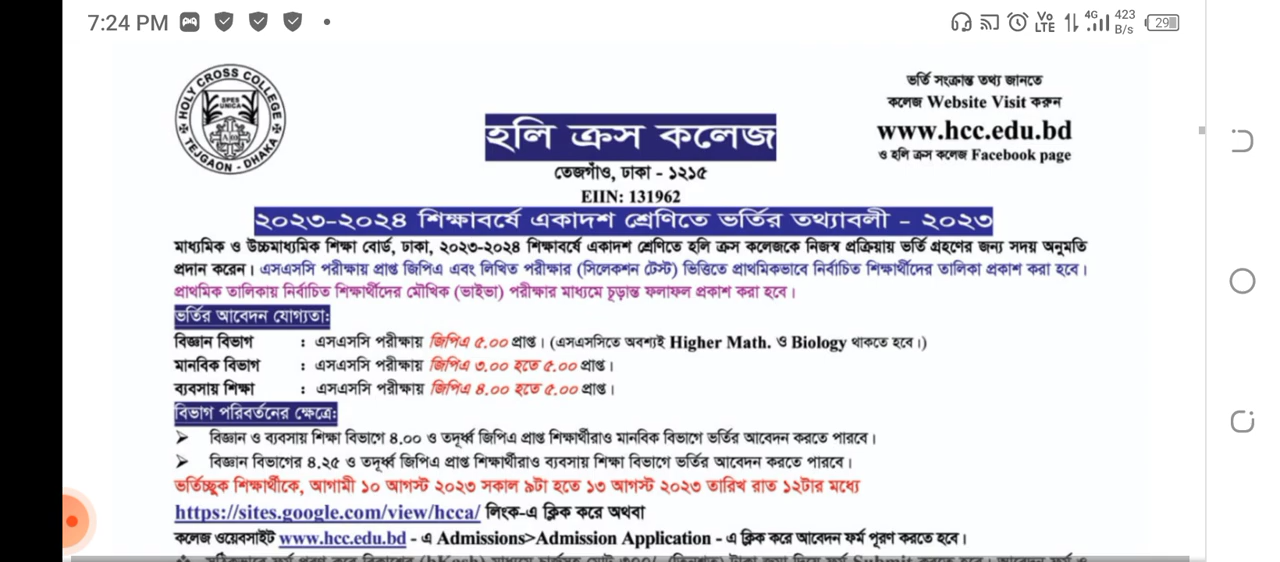 7:24 PM
Vo LTE 4G 423 B/s 29
HOLY CROSS COLLEGE
SPES UNICA
TEJGAON - DHAKA
ভর্তি সংক্রান্ত তথ্য জানতে
কলেজ Website Visit করুন
www.hcc.edu.bd
ও হলি ক্রস কলেজ Facebook page
হলি ক্রস কলেজ
তেজগাঁও, ঢাকা - ১২১৫
EIIN: 131962
২০২৩-২০২৪ শিক্ষাবর্ষে একাদশ শ্রেণিতে ভর্তির তথ্যাবলী - ২০২৩
মাধ্যমিক ও উচ্চমাধ্যমিক শিক্ষা বোর্ড, ঢাকা, ২০২৩-২০২৪ শিক্ষাবর্ষে একাদশ শ্রেণিতে হলি ক্রস কলেজকে নিজস্ব প্রক্রিয়ায় ভর্তি গ্রহণের জন্য সদয় অনুমতি
প্রদান করেন। এসএসসি পরীক্ষায় প্রাপ্ত জিপিএ এবং লিখিত পরীক্ষার (সিলেকশন টেস্ট) ভিত্তিতে প্রাথমিকভাবে নির্বাচিত শিক্ষার্থীদের তালিকা প্রকাশ করা হবে।
প্রাথমিক তালিকায় নির্বাচিত শিক্ষার্থীদের মৌখিক (ভাইভা) পরীক্ষার মাধ্যমে চূড়ান্ত ফলাফল প্রকাশ করা হবে।
ভর্তির আবেদন যোগ্যতা:
বিজ্ঞান বিভাগ : এসএসসি পরীক্ষায় জিপিএ ৫.০০ প্রাপ্ত। (এসএসসিতে অবশ্যই Higher Math. ও Biology থাকতে হবে।)
মানবিক বিভাগ : এসএসসি পরীক্ষায় জিপিএ ৩.০০ হতে ৫.০০ প্রাপ্ত।
ব্যবসায় শিক্ষা : এসএসসি পরীক্ষায় জিপিএ ৪.০০ হতে ৫.০০ প্রাপ্ত।
বিভাগ পরিবর্তনের ক্ষেত্রে:
➢ বিজ্ঞান ও ব্যবসায় শিক্ষা বিভাগে ৪.০০ ও তদূর্ধ্ব জিপিএ প্রাপ্ত শিক্ষার্থীরাও মানবিক বিভাগে ভর্তির আবেদন করতে পারবে।
➢ বিজ্ঞান বিভাগের ৪.২৫ ও তদূর্ধ্ব জিপিএ প্রাপ্ত শিক্ষার্থীরাও ব্যবসায় শিক্ষা বিভাগে ভর্তির আবেদন করতে পারবে।
ভর্তিচ্ছুক শিক্ষার্থীকে, আগামী ১০ আগস্ট ২০২৩ সকাল ৯টা হতে ১৩ আগস্ট ২০২৩ তারিখ রাত ১২টার মধ্যে
https://sites.google.com/view/hcca/ লিংক-এ ক্লিক করে অথবা
কলেজ ওয়েবসাইট www.hcc.edu.bd - এ Admissions>Admission Application - এ ক্লিক করে আবেদন ফর্ম পূরণ করতে হবে।